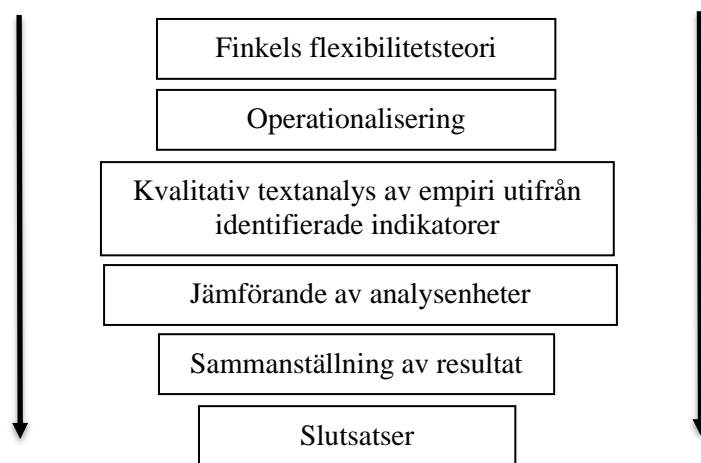 Finkels flexibilitetsteori
Operationalisering
Kvalitativ textanalys av empiri utifrån
identifierade indikatorer
Jämförande av analysenheter
Sammanställning av resultat
Slutsatser